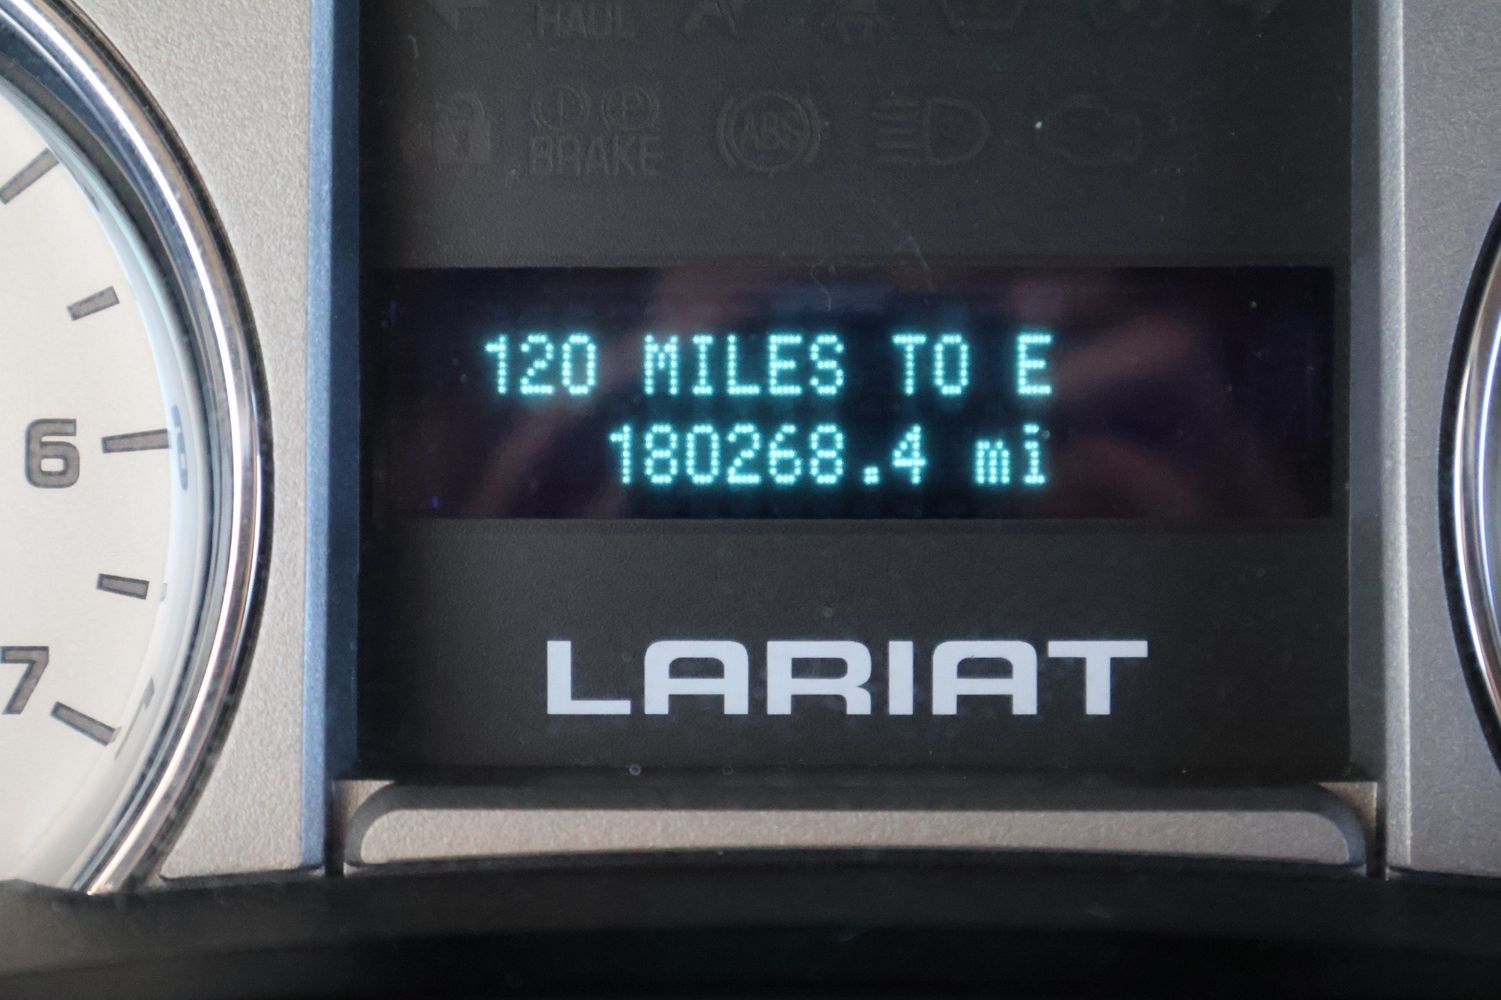 HAUL
BRAKE
ABS
120 MILES TO E
180268.4 mi
6
7
LARIAT